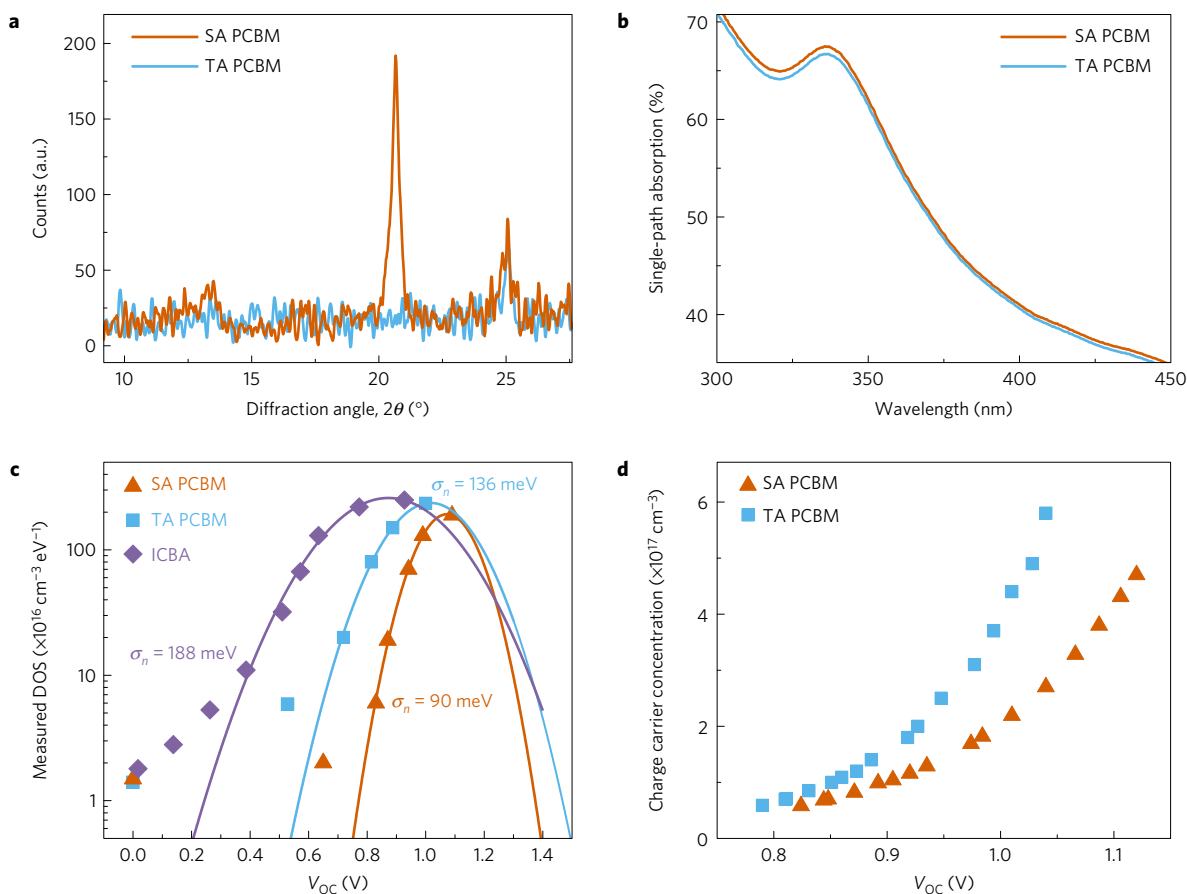 a
SA PCBM
TA PCBM
200
150
100
50
0
Counts (a.u.)
10
15
20
25
Diffraction angle, 2θ (°)
b
SA PCBM
TA PCBM
70
60
50
40
Single-path absorption (%)
300
350
400
450
Wavelength (nm)
c
SA PCBM
TA PCBM
ICBA
σn = 136 meV
σn = 188 meV
σn = 90 meV
100
10
1
Measured DOS (×10¹⁶ cm⁻³ eV⁻¹)
0.0
0.2
0.4
0.6
0.8
1.0
1.2
1.4
VOC (V)
d
SA PCBM
TA PCBM
6
4
2
0
Charge carrier concentration (×10¹⁷ cm⁻³)
0.8
0.9
1.0
1.1
VOC (V)